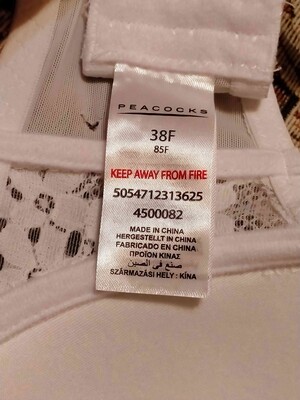 PEACOCKS
38F
85F
KEEP AWAY FROM FIRE
5054712313625
4500082
MADE IN CHINA
HERGESTELLT IN CHINA
FABRICADO EN CHINA
ΠΡΟΪΟΝ ΚΙΝΑΣ
صنع في الصين
SZÁRMAZÁSI HELY : KÍNA